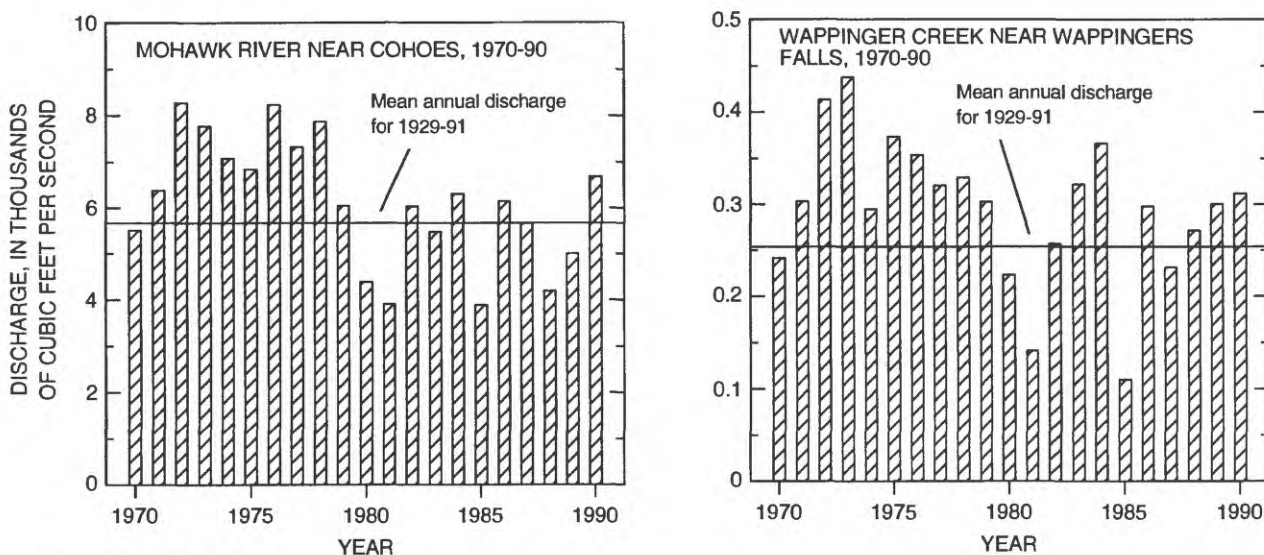 DISCHARGE, IN THOUSANDS
OF CUBIC FEET PER SECOND
10
8
6
4
2
0
MOHAWK RIVER NEAR COHOES, 1970-90
Mean annual discharge
for 1929-91
1970
1975
1980
1985
1990
YEAR
0.5
0.4
0.3
0.2
0.1
0
WAPPINGER CREEK NEAR WAPPINGERS
FALLS, 1970-90
Mean annual discharge
for 1929-91
1970
1975
1980
1985
1990
YEAR